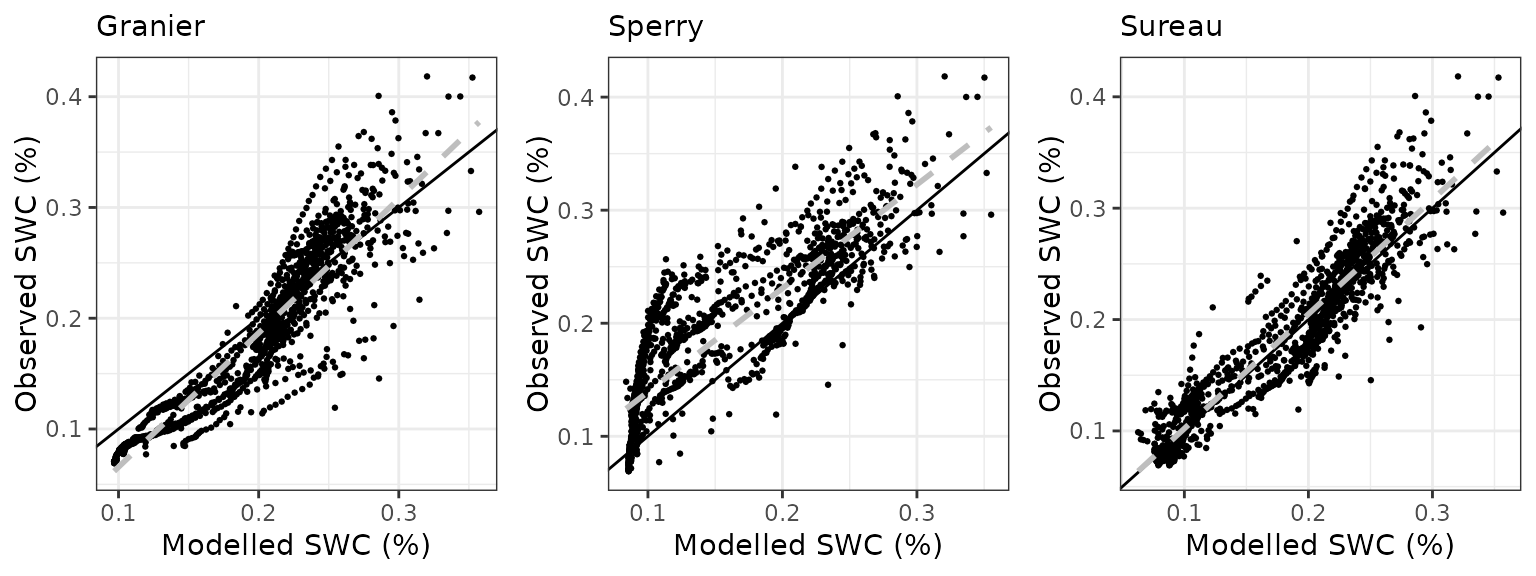 Granier
Observed SWC (%)
0.4
0.3
0.2
0.1
0.1 0.2 0.3
Modelled SWC (%)
Sperry
Observed SWC (%)
0.4
0.3
0.2
0.1
0.1 0.2 0.3
Modelled SWC (%)
Sureau
Observed SWC (%)
0.4
0.3
0.2
0.1
0.1 0.2 0.3
Modelled SWC (%)